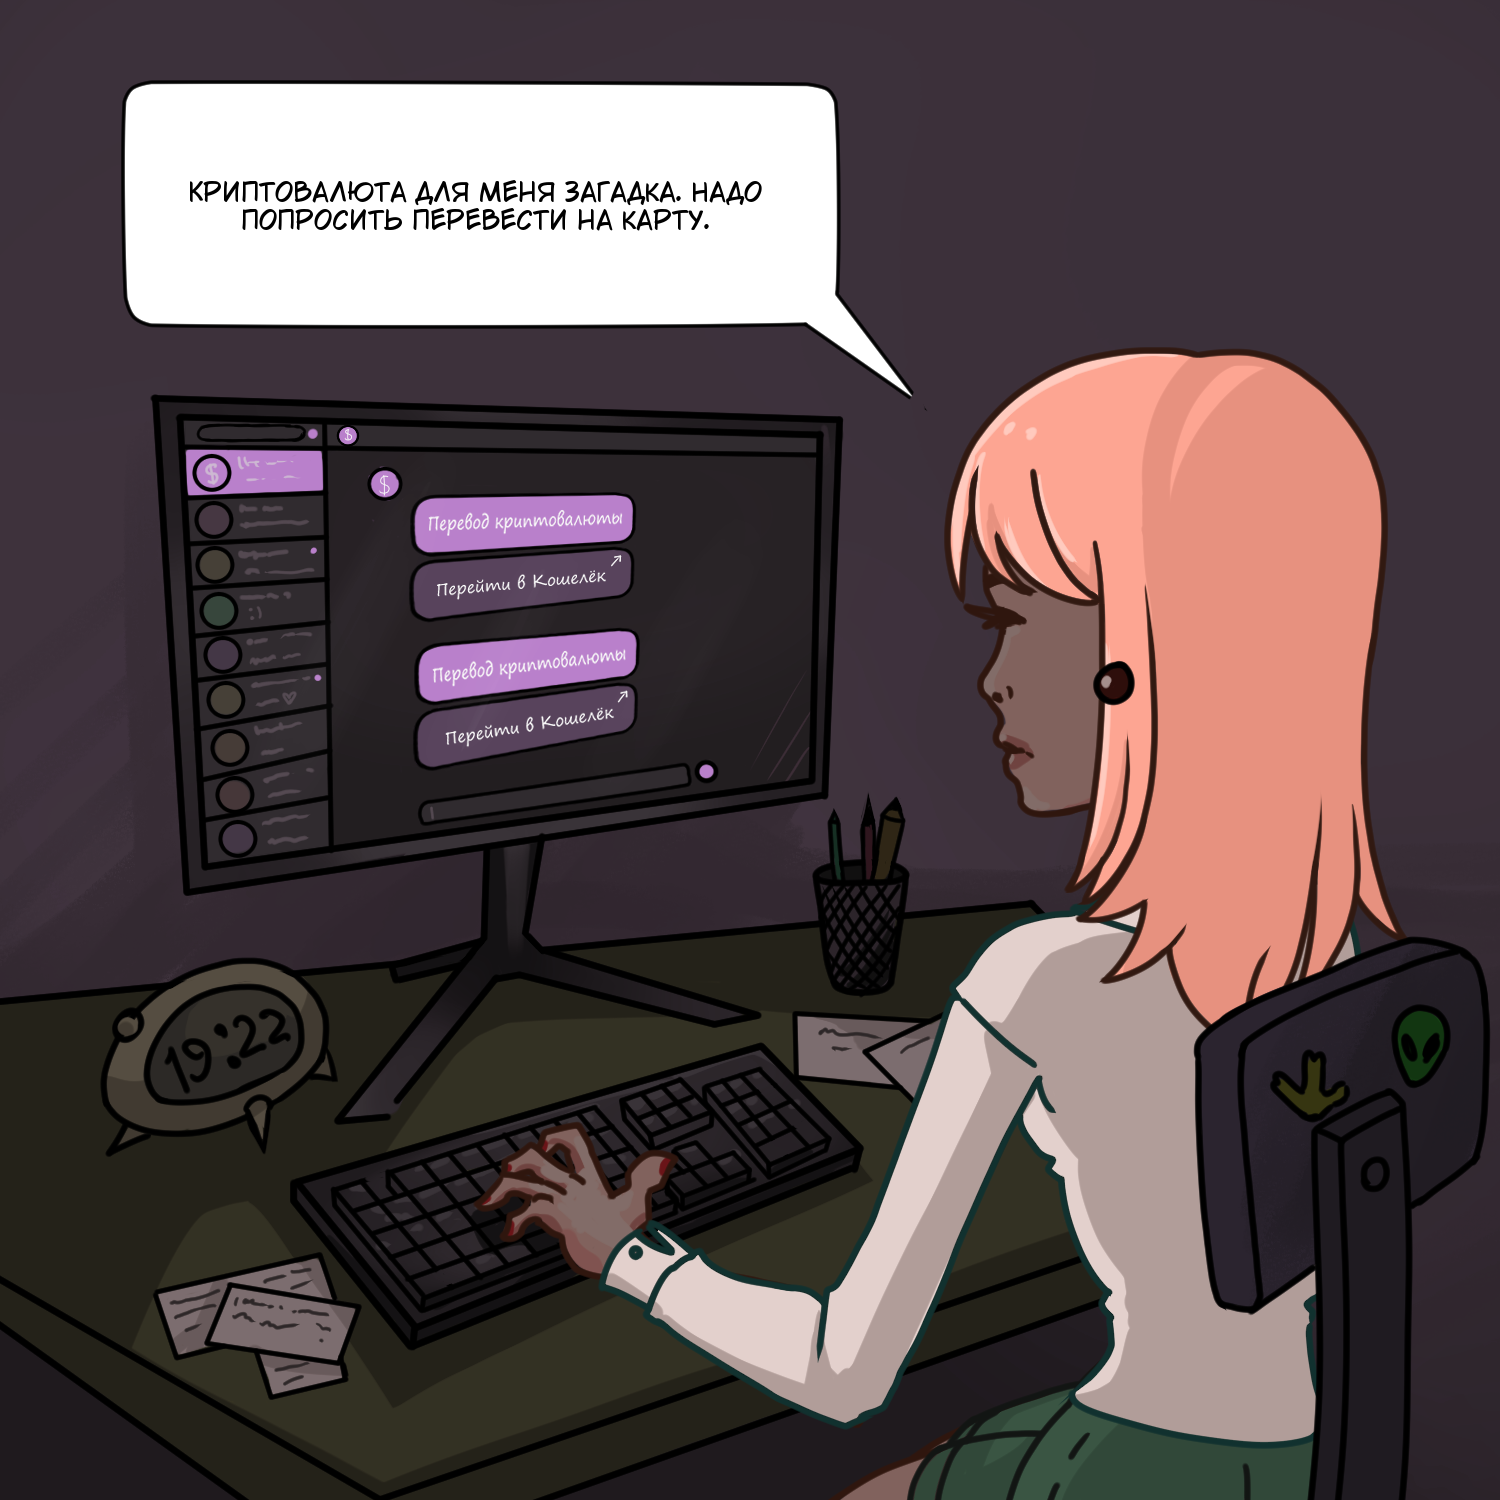 КРИПТОВАЛЮТА ДЛЯ МЕНЯ ЗАГАДКА. НАДО
ПОПРОСИТЬ ПЕРЕВЕСТИ НА КАРТУ.
$
$
$
:)
Перевод криптовалюты
Перейти в Кошелёк
Перевод криптовалюты
Перейти в Кошелёк
19:22